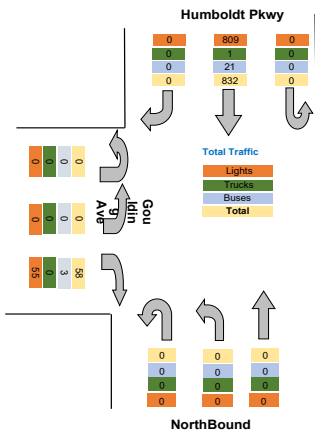 Humboldt Pkwy
0 809 0
0 1 0
0 21 0
0 832 0
Total Traffic
Lights
Trucks
Buses
Total
0 0 0 0
Gou
ldin
g
Ave
0 0 0 0
55 0 3 58
0 0 0
0 0 0
0 0 0
0 0 0
NorthBound